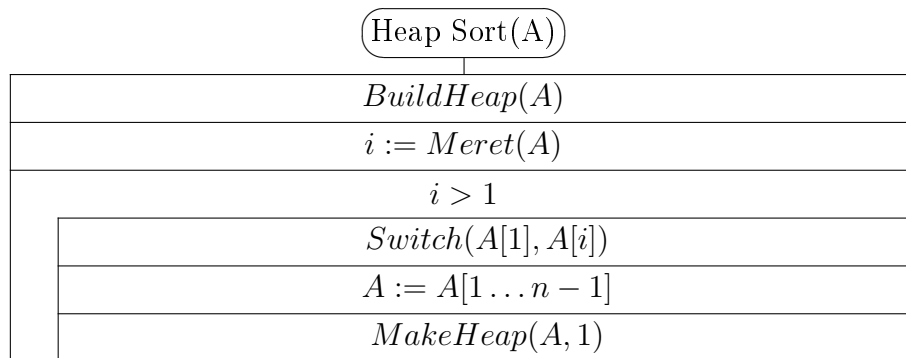 Heap Sort(A)
BuildHeap(A)
i := Meret(A)
i > 1
Switch(A[1], A[i])
A := A[1 … n − 1]
MakeHeap(A, 1)